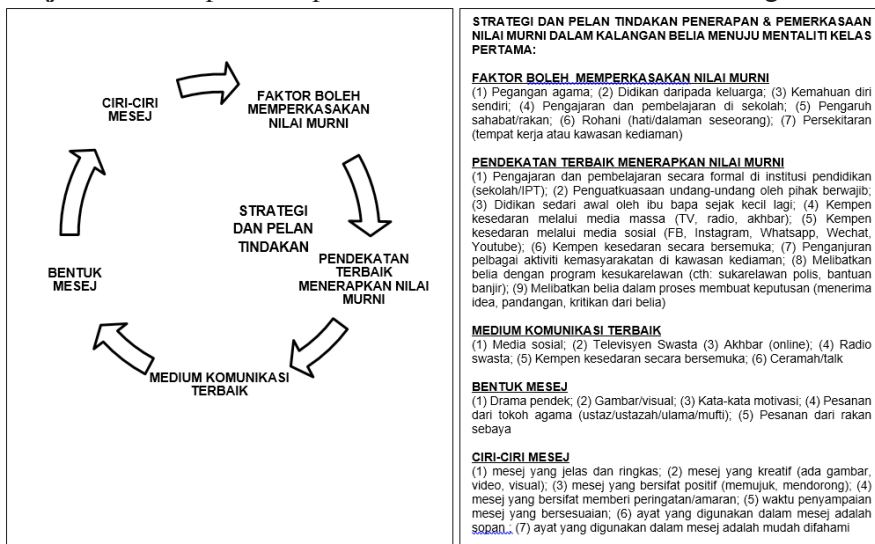 CIRI-CIRI
MESEJ
FAKTOR BOLEH
MEMPERKASAKAN
NILAI MURNI
STRATEGI
DAN PELAN
TINDAKAN
PENDEKATAN
TERBAIK
MENERAPKAN NILAI
MURNI
BENTUK
MESEJ
MEDIUM KOMUNIKASI
TERBAIK
STRATEGI DAN PELAN TINDAKAN PENERAPAN & PEMERKASAAN
NILAI MURNI DALAM KALANGAN BELIA MENUJU MENTALITI KELAS
PERTAMA:
FAKTOR BOLEH MEMPERKASAKAN NILAI MURNI
(1) Pegangan agama; (2) Didikan daripada keluarga; (3) Kemahuan diri
sendiri; (4) Pengajaran dan pembelajaran di sekolah; (5) Pengaruh
sahabat/rakan; (6) Rohani (hati/dalaman seseorang); (7) Persekitaran
(tempat kerja atau kawasan kediaman)
PENDEKATAN TERBAIK MENERAPKAN NILAI MURNI
(1) Pengajaran dan pembelajaran secara formal di institusi pendidikan
(sekolah/IPT); (2) Penguatkuasaan undang-undang oleh pihak berwajib;
(3) Didikan sedari awal oleh ibu bapa sejak kecil lagi; (4) Kempen
kesedaran melalui media massa (TV, radio, akhbar); (5) Kempen
kesedaran melalui media sosial (FB, Instagram, Whatsapp, Wechat,
Youtube); (6) Kempen kesedaran secara bersemuka; (7) Penganjuran
pelbagai aktiviti kemasyarakatan di kawasan kediaman; (8) Melibatkan
belia dengan program kesukarelawan (cth: sukarelawan polis, bantuan
banjir); (9) Melibatkan belia dalam proses membuat keputusan (menerima
idea, pandangan, kritikan dari belia)
MEDIUM KOMUNIKASI TERBAIK
(1) Media sosial; (2) Televisyen Swasta (3) Akhbar (online); (4) Radio
swasta; (5) Kempen kesedaran secara bersemuka; (6) Ceramah/talk
BENTUK MESEJ
(1) Drama pendek; (2) Gambar/visual; (3) Kata-kata motivasi; (4) Pesanan
dari tokoh agama (ustaz/ustazah/ulama/mufti); (5) Pesanan dari rakan
sebaya
CIRI-CIRI MESEJ
(1) mesej yang jelas dan ringkas; (2) mesej yang kreatif (ada gambar,
video, visual); (3) mesej yang bersifat positif (memujuk, mendorong); (4)
mesej yang bersifat memberi peringatan/amaran; (5) waktu penyampaian
mesej yang bersesuaian; (6) ayat yang digunakan dalam mesej adalah
sopan ; (7) ayat yang digunakan dalam mesej adalah mudah difahami